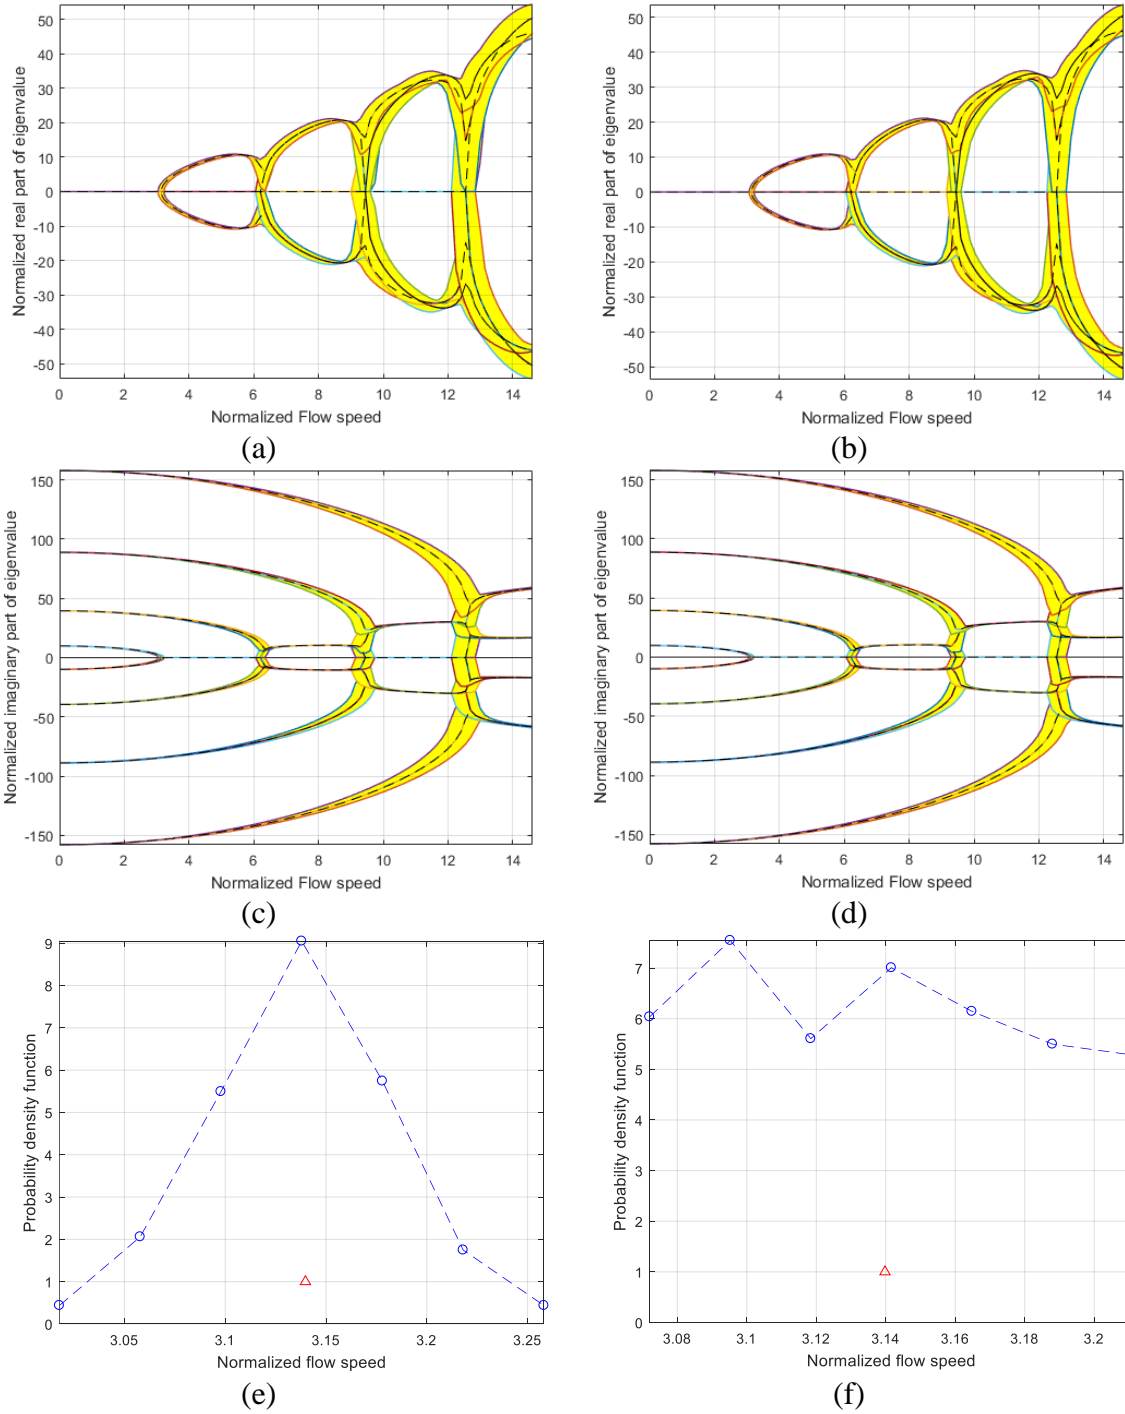 50
40
30
20
10
0
-10
-20
-30
-40
-50
Normalized real part of eigenvalue
0 2 4 6 8 10 12 14
Normalized Flow speed
(a)
50
40
30
20
10
0
-10
-20
-30
-40
-50
Normalized real part of eigenvalue
0 2 4 6 8 10 12 14
Normalized Flow speed
(b)
150
100
50
0
-50
-100
-150
Normalized imaginary part of eigenvalue
0 2 4 6 8 10 12 14
Normalized Flow speed
(c)
150
100
50
0
-50
-100
-150
Normalized imaginary part of eigenvalue
0 2 4 6 8 10 12 14
Normalized Flow speed
(d)
9
8
7
6
5
4
3
2
1
0
Probability density function
3.05 3.1 3.15 3.2 3.25
Normalized flow speed
(e)
7
6
5
4
3
2
1
0
Probability density function
3.08 3.1 3.12 3.14 3.16 3.18 3.2
Normalized flow speed
(f)